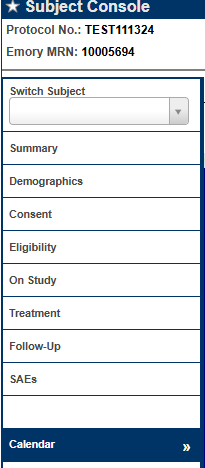 ★ Subject Console
Protocol No.: TEST111324
Emory MRN: 10005694
Switch Subject
Summary
Demographics
Consent
Eligibility
On Study
Treatment
Follow-Up
SAEs
Calendar »